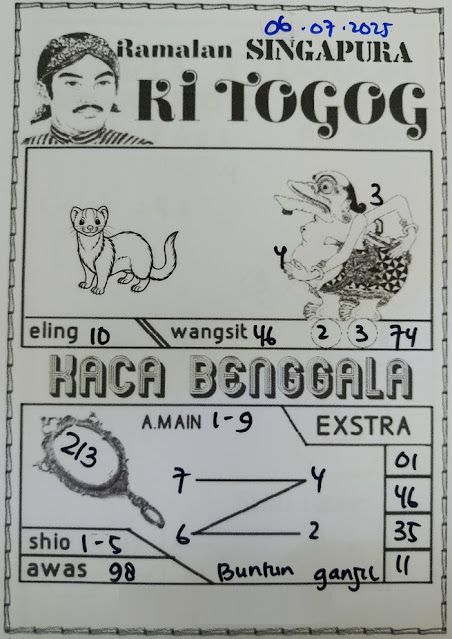 06.07.2025
Ramalan SINGAPURA
KI TOGOG
3
4
eling 10
wangsit 46 2 3 74
KACA BENGGALA
213
A.MAIN 1-9
EXSTRA
7 4
6 2
01
46
35
11
shio 1-5
awas 98
Buntun ganjil